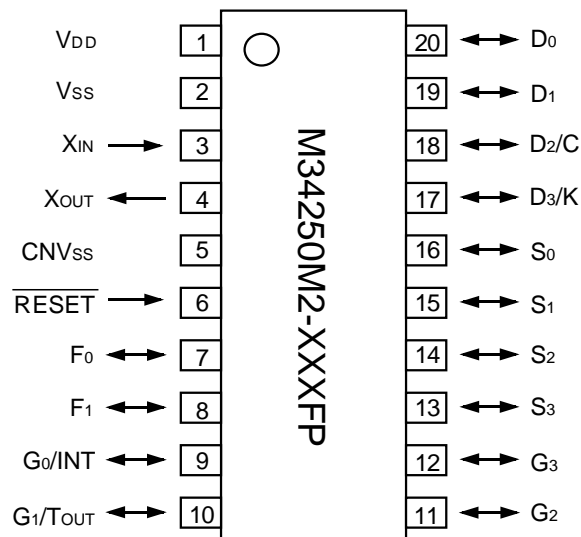 VDD 1 20 D0
VSS 2 19 D1
XIN 3 18 D2/C
XOUT 4 17 D3/K
CNVSS 5 16 S0
RESET 6 15 S1
F0 7 14 S2
F1 8 13 S3
G0/INT 9 12 G3
G1/TOUT 10 11 G2
M34250M2-XXXFP